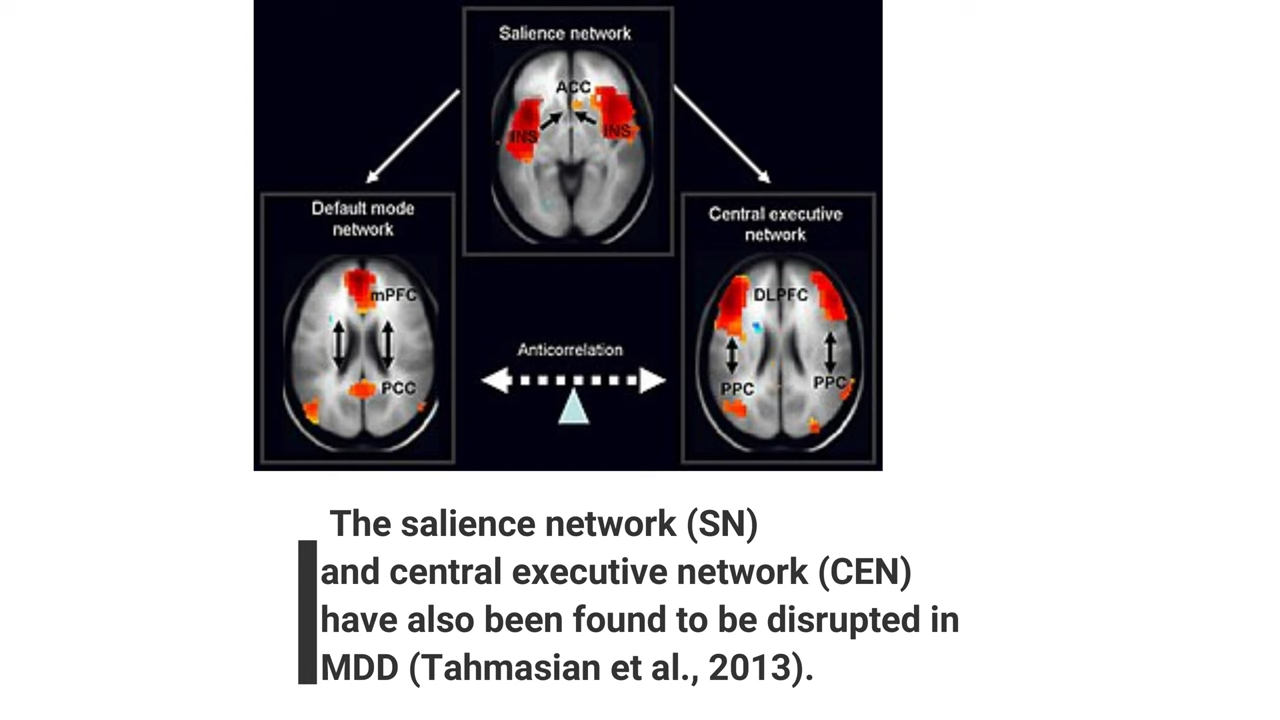 Salience network
ACC
INS
INS
Default mode
network
mPFC
PCC
Anticorrelation
Central executive
network
DLPFC
PPC
PPC
The salience network (SN)
and central executive network (CEN)
have also been found to be disrupted in
MDD (Tahmasian et al., 2013).